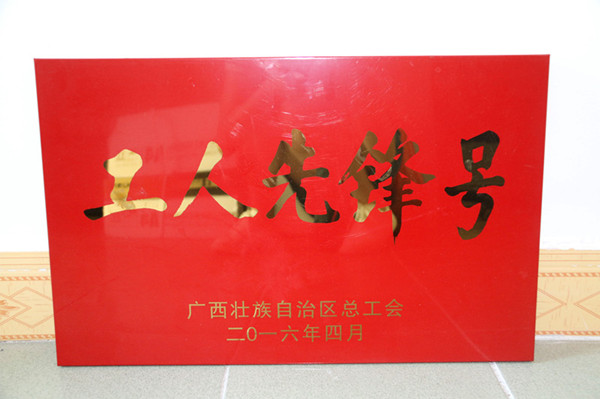 工人先锋号
广西壮族自治区总工会
二〇一六年四月